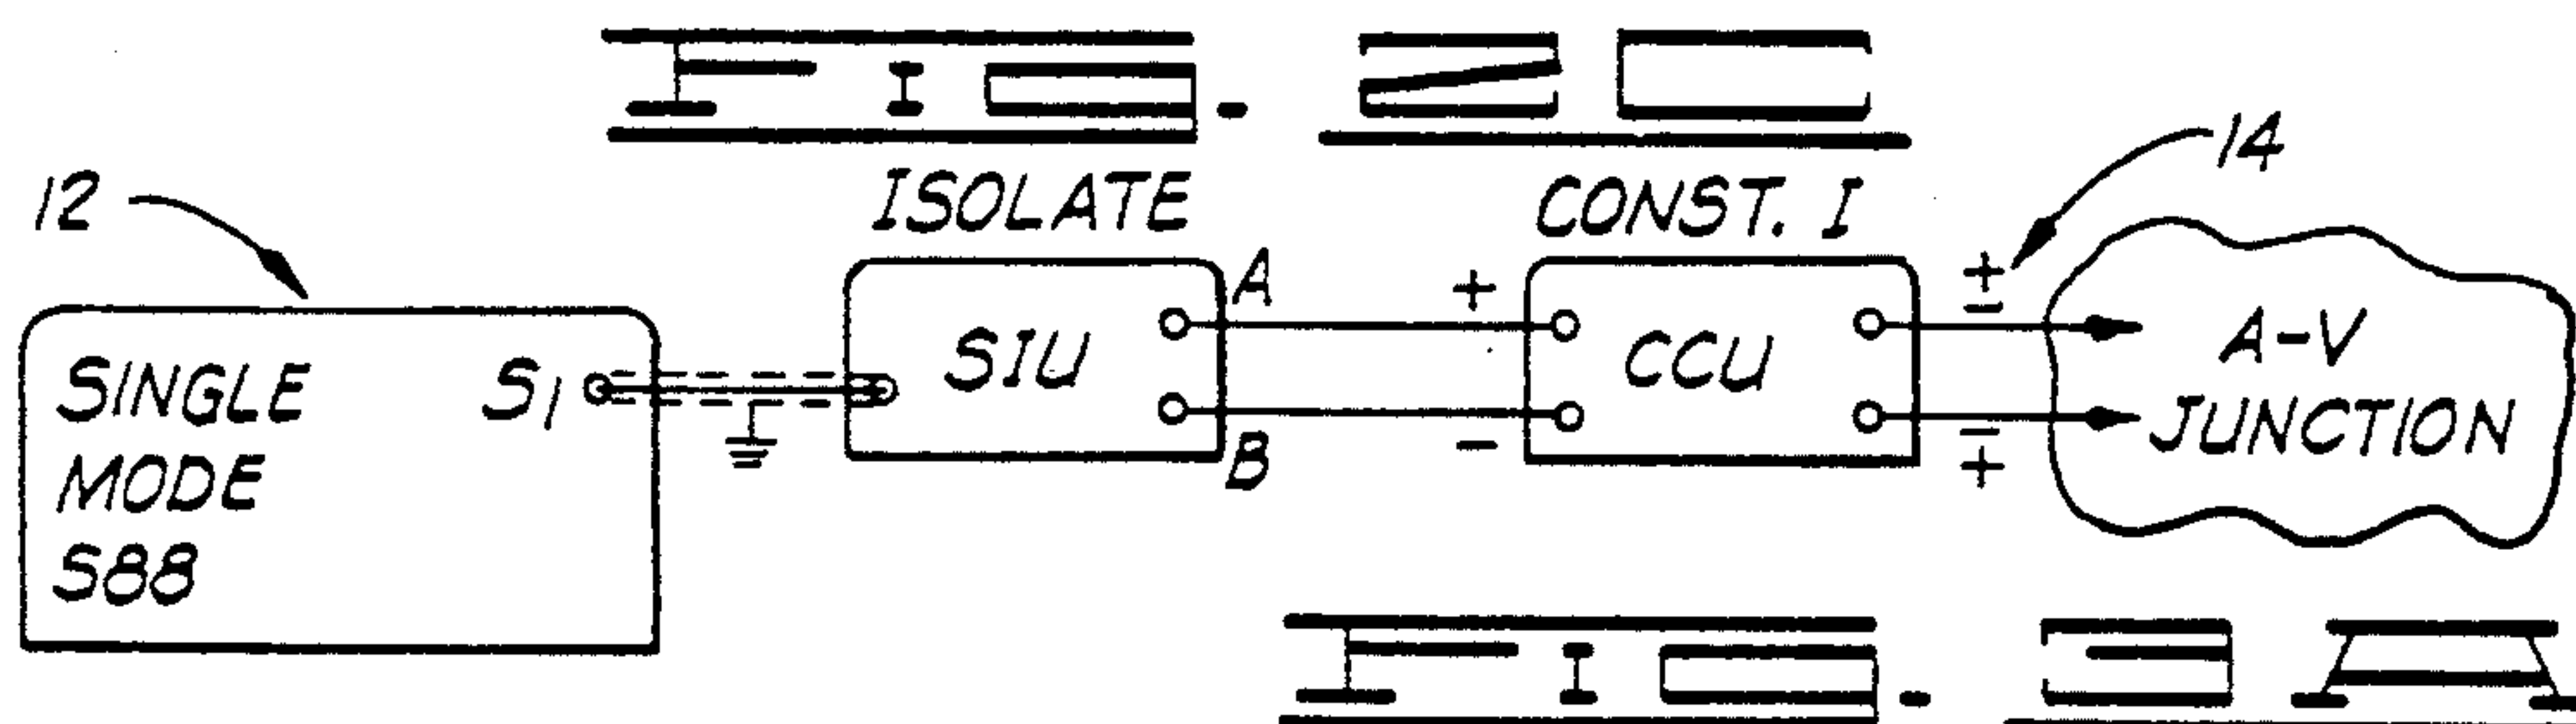 FIG. 2C
12
ISOLATE
CONST. I
14
SINGLE
MODE
S88
S1
SIU
A
B
+
-
CCU
±
-
+
A-V
JUNCTION
FIG. 3A